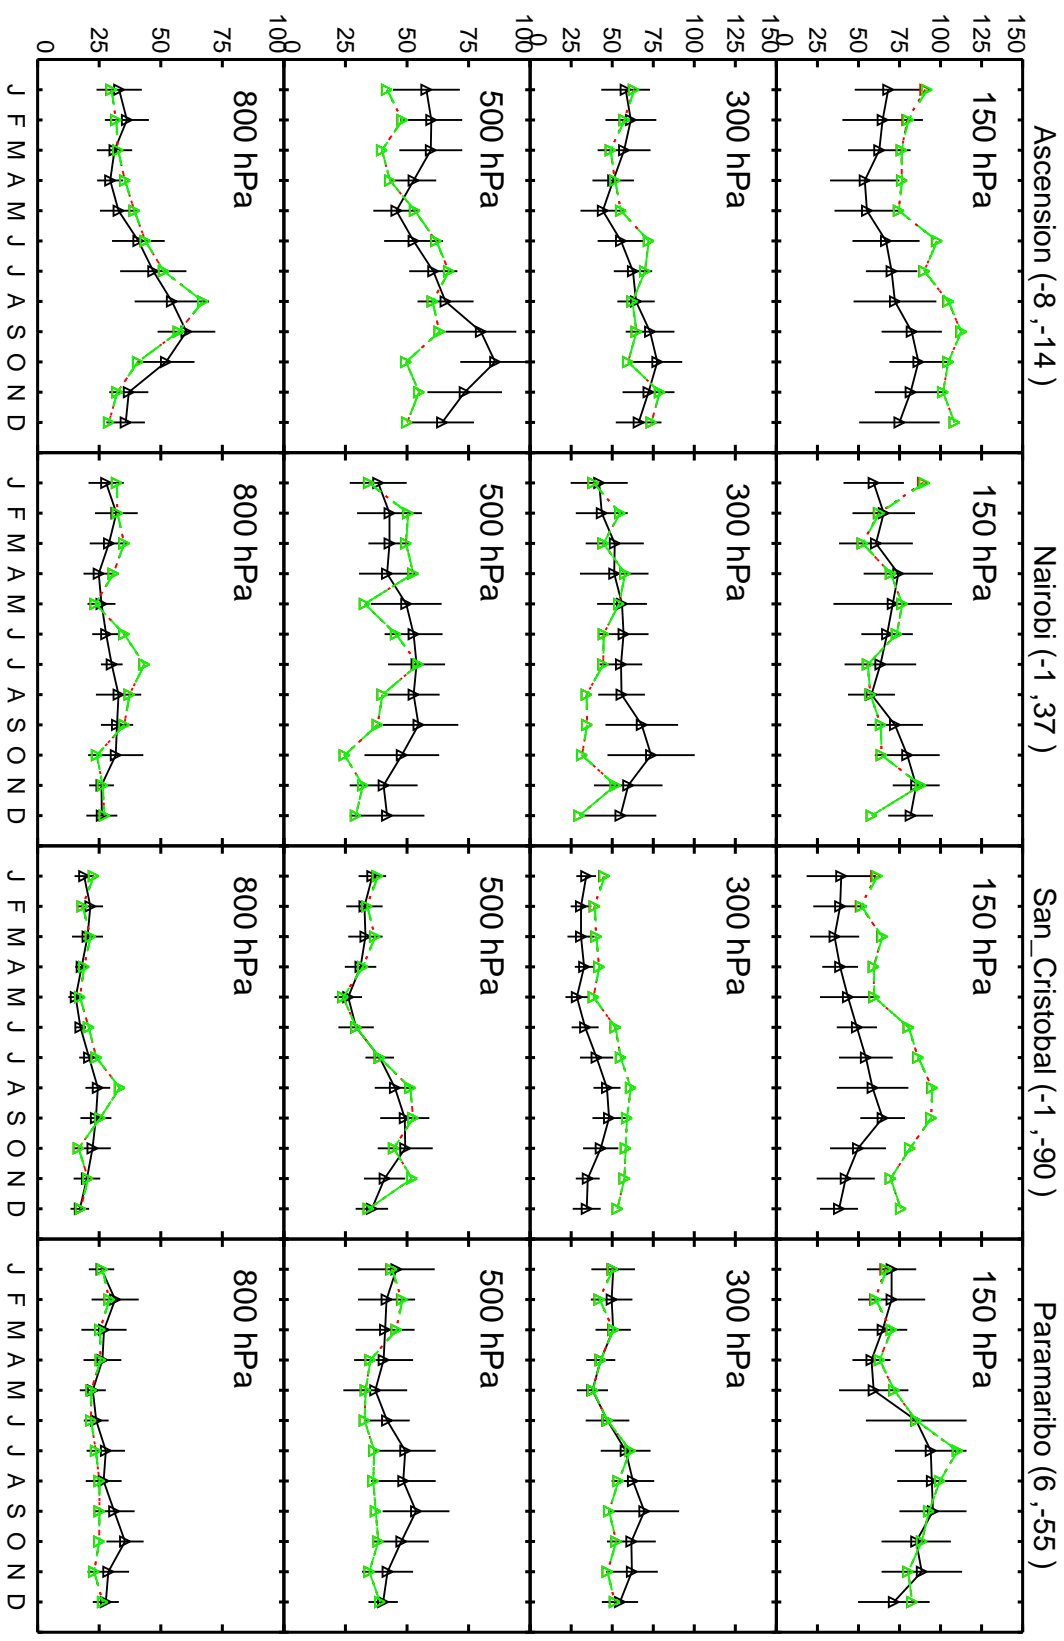 Ascension (-8 ,-14 )
Nairobi (-1 ,37 )
San_Cristobal (-1 ,-90 )
Paramaribo (6 ,-55 )
150
125
100
75
50
25
0
150 hPa
150 hPa
150 hPa
150 hPa
150
125
100
75
50
25
0
300 hPa
300 hPa
300 hPa
300 hPa
100
75
50
25
0
500 hPa
500 hPa
500 hPa
500 hPa
100
75
50
25
0
800 hPa
800 hPa
800 hPa
800 hPa
J F M A M J J A S O N D
J F M A M J J A S O N D
J F M A M J J A S O N D
J F M A M J J A S O N D